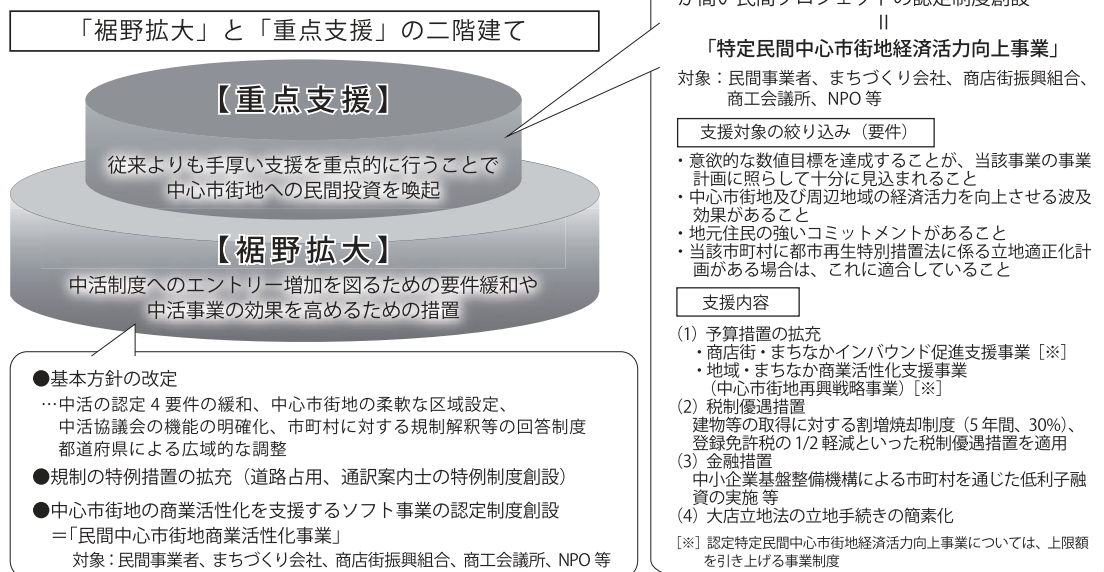 「裾野拡大」と「重点支援」の二階建て
【重点支援】
従来よりも手厚い支援を重点的に行うことで
中心市街地への民間投資を喚起
【裾野拡大】
中活制度へのエントリー増加を図るための要件緩和や
中活事業の効果を高めるための措置
●基本方針の改定
…中活の認定4要件の緩和、中心市街地の柔軟な区域設定、
中活協議会の機能の明確化、市町村に対する規制解釈等の回答制度
都道府県による広域的な調整
●規制の特例措置の拡充（道路占用、通訳案内士の特例制度創設）
●中心市街地の商業活性化を支援するソフト事業の認定制度創設
＝「民間中心市街地商業活性化事業」
対象：民間事業者、まちづくり会社、商店街振興組合、商工会議所、NPO 等
が高い民間プロジェクトの認定制度創設
＝
「特定民間中心市街地経済活力向上事業」
対象：民間事業者、まちづくり会社、商店街振興組合、
商工会議所、NPO 等
支援対象の絞り込み（要件）
・意欲的な数値目標を達成することが、当該事業の事業
計画に照らして十分に見込まれること
・中心市街地及び周辺地域の経済活力を向上させる波及
効果があること
・地元住民の強いコミットメントがあること
・当該市町村に都市再生特別措置法に係る立地適正化計
画がある場合は、これに適合していること
支援内容
（1）予算措置の拡充
・商店街・まちなかインバウンド促進支援事業［※］
・地域・まちなか商業活性化支援事業
（中心市街地再興戦略事業）［※］
（2）税制優遇措置
建物等の取得に対する割増焼却制度（5年間、30％）、
登録免許税の1/2軽減といった税制優遇措置を適用
（3）金融措置
中小企業基盤整備機構による市町村を通じた低利子融
資の実施 等
（4）大店立地法の立地手続きの簡素化
［※］認定特定民間中心市街地経済活力向上事業については、上限額
を引き上げる事業制度